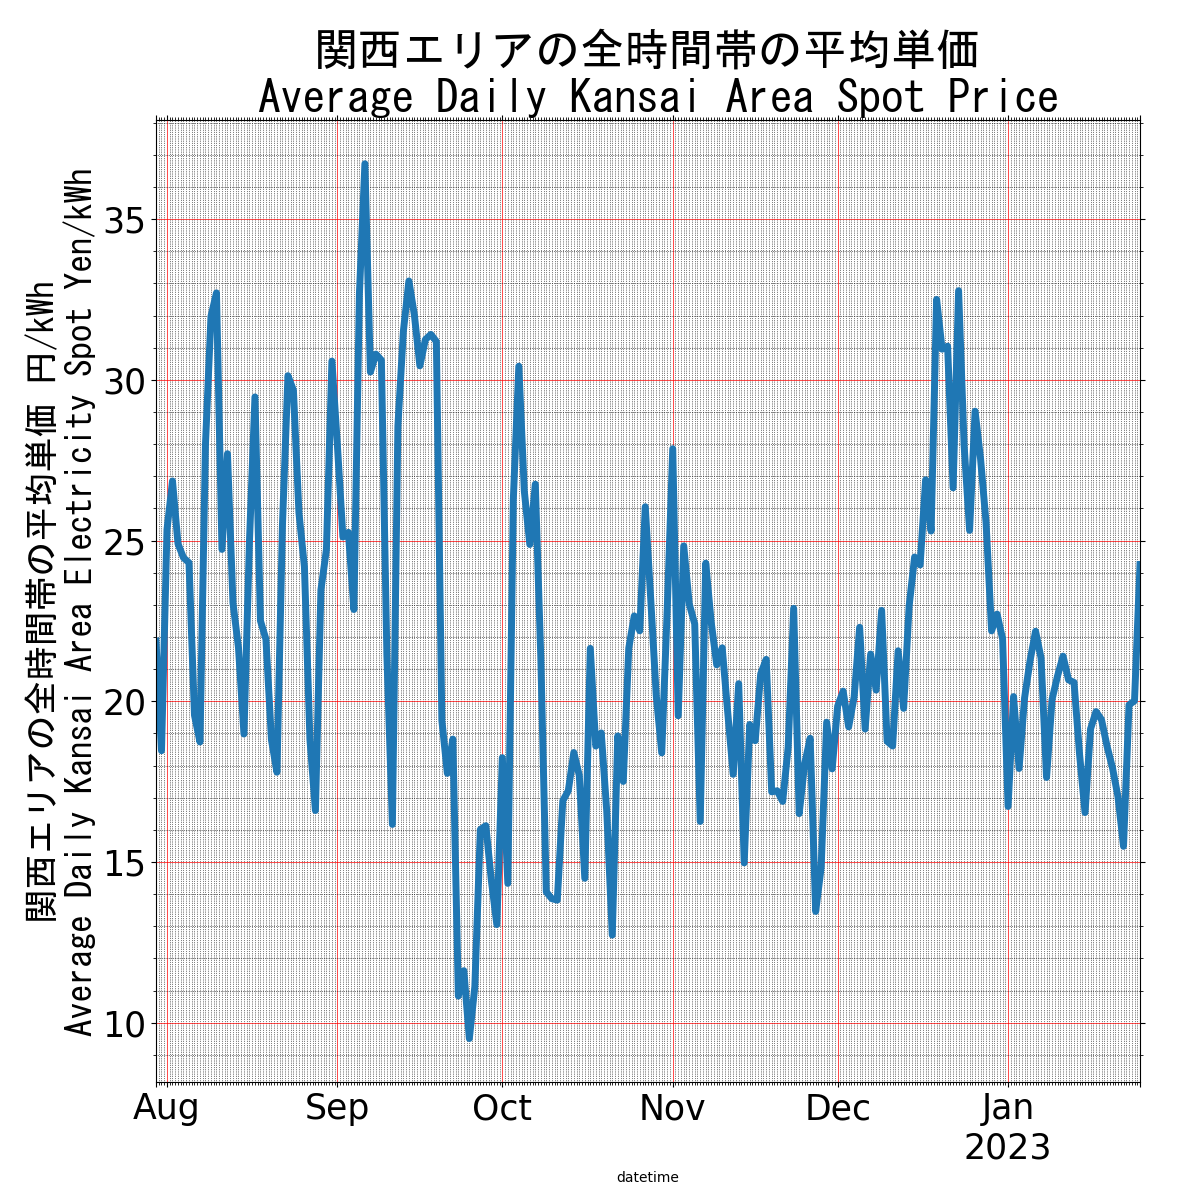 関西エリアの全時間帯の平均単価
Average Daily Kansai Area Spot Price
関西エリアの全時間帯の平均単価 円/kWh
Average Daily Kansai Area Electricity Spot Yen/kWh
35
30
25
20
15
10
Aug Sep Oct Nov Dec Jan
2023
datetime